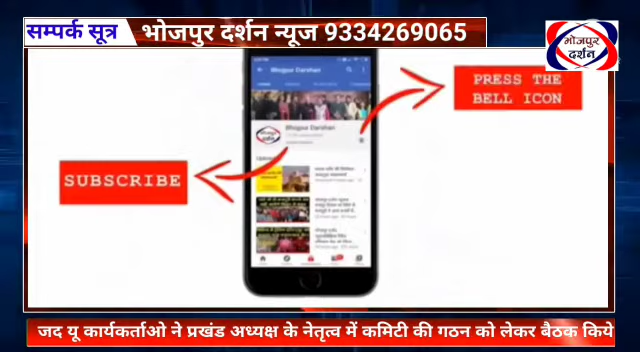 सम्पर्क सूत्र
भोजपुर दर्शन न्यूज 9334269065
भोजपुर
दर्शन
PRESS THE
BELL ICON
Bhojpur Darshan
Bhojpur Darshan
SUBSCRIBE
जद यू कार्यकर्ताओ ने प्रखंड अध्यक्ष के नेतृत्व में कमिटी की गठन को लेकर बैठक किये